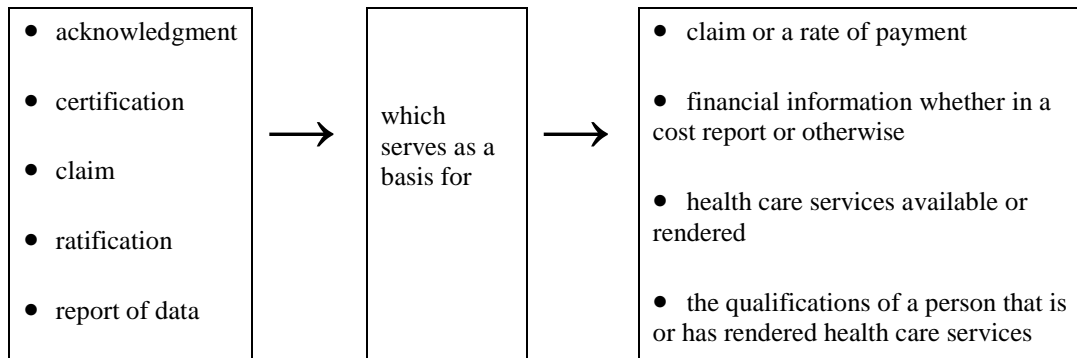 • acknowledgment
• certification
• claim
• ratification
• report of data
→
which
serves as a
basis for
→
• claim or a rate of payment
• financial information whether in a
cost report or otherwise
• health care services available or
rendered
• the qualifications of a person that is
or has rendered health care services